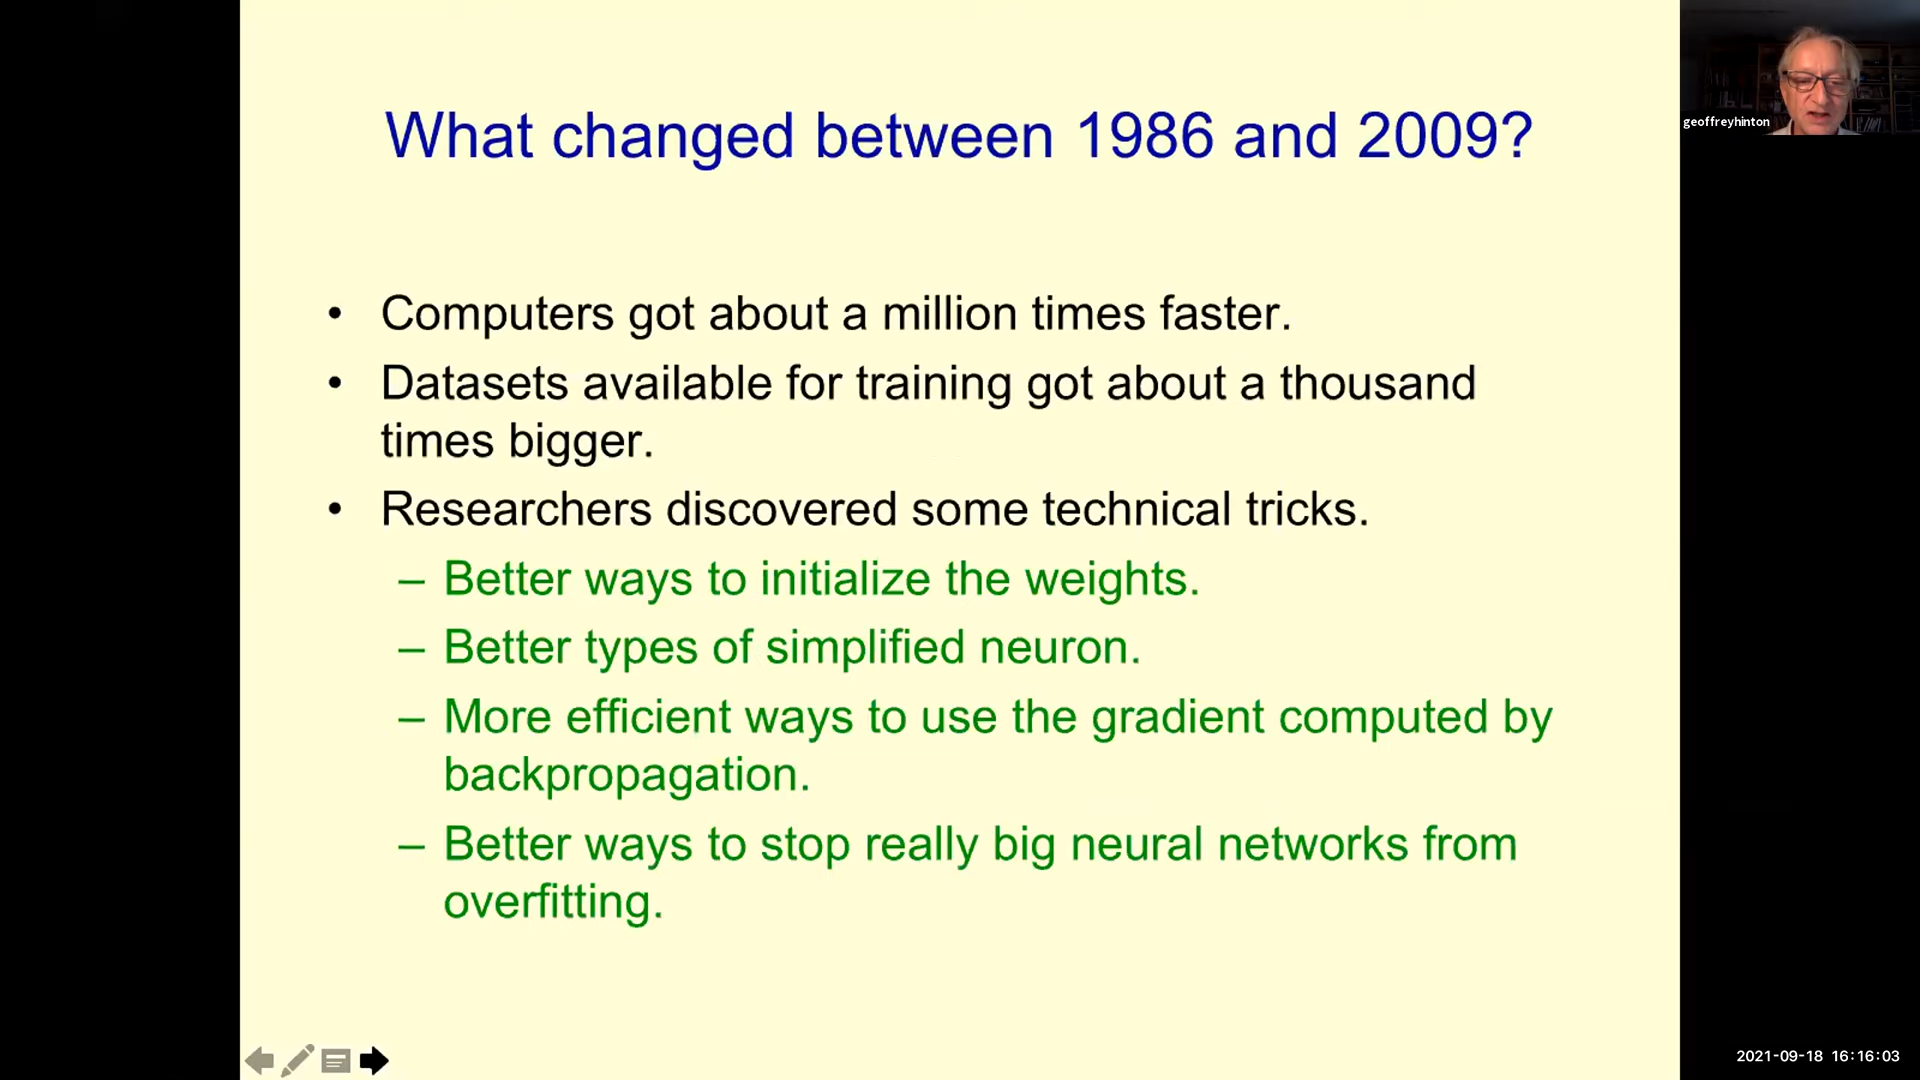 What changed between 1986 and 2009?
geoffreyhinton
• Computers got about a million times faster.
• Datasets available for training got about a thousand
times bigger.
• Researchers discovered some technical tricks.
– Better ways to initialize the weights.
– Better types of simplified neuron.
– More efficient ways to use the gradient computed by
backpropagation.
– Better ways to stop really big neural networks from
overfitting.
2021-09-18 16:16:03